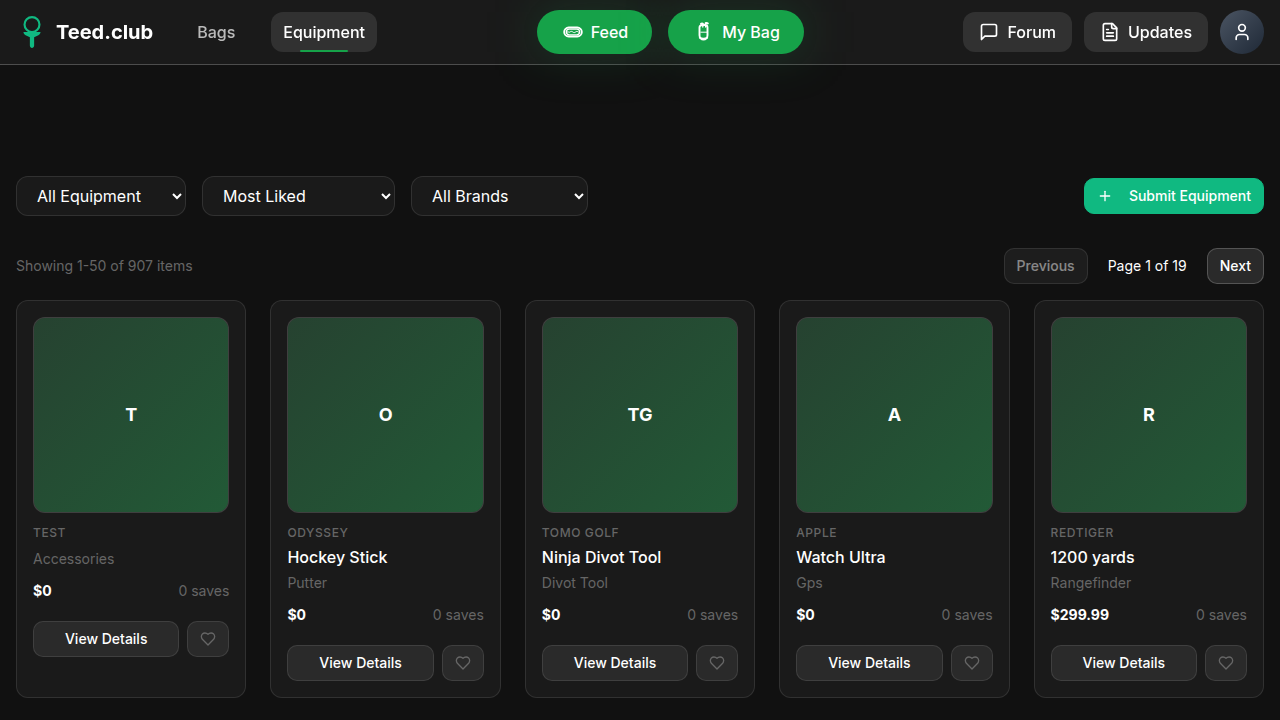 Teed.club
Bags
Equipment
Feed
My Bag
Forum
Updates
All Equipment
Most Liked
All Brands
Submit Equipment
Showing 1-50 of 907 items
Previous
Page 1 of 19
Next
T
TEST
Accessories
$0
0 saves
View Details
O
ODYSSEY
Hockey Stick
Putter
$0
0 saves
View Details
TG
TOMO GOLF
Ninja Divot Tool
Divot Tool
$0
0 saves
View Details
A
APPLE
Watch Ultra
Gps
$0
0 saves
View Details
R
REDTIGER
1200 yards
Rangefinder
$299.99
0 saves
View Details